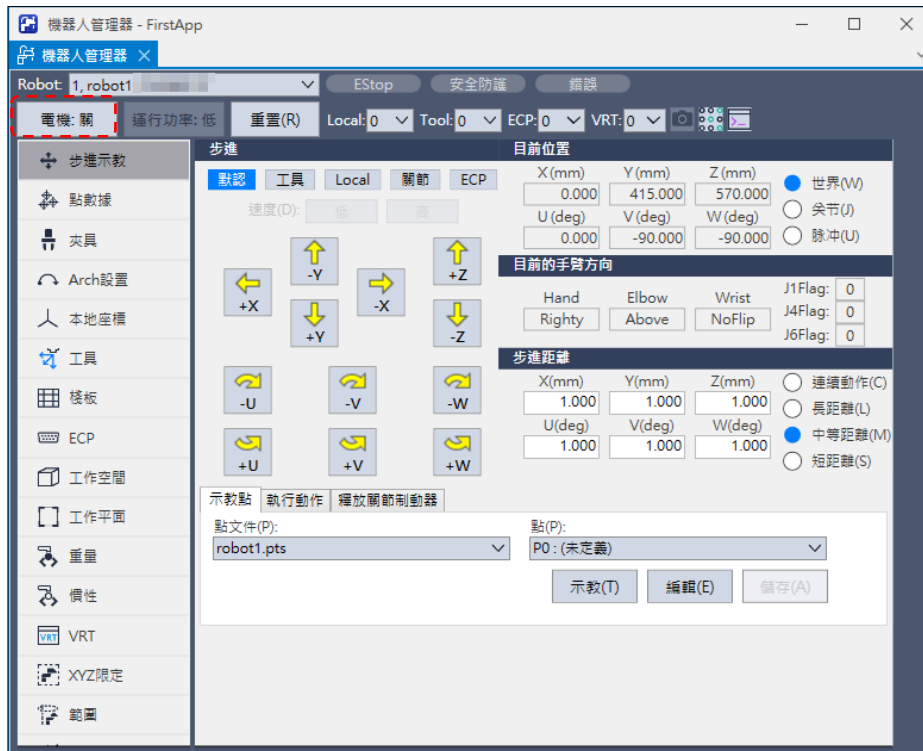 機器人管理器 - FirstApp
機器人管理器
Robot: 1, robot1
EStop 安全防護 錯誤
電機: 關 運行功率: 低 重置(R) Local: 0 Tool: 0 ECP: 0 VRT: 0
步進示教
點數據
夾具
Arch設置
本地座標
工具
棧板
ECP
工作空間
工作平面
重量
慣性
VRT
XYZ限定
範圍
步進
默認 工具 Local 關節 ECP
速度(D): 低 高
-Y +Z
+X -X
+Y -Z
-U -V -W
+U +V +W
目前位置
X (mm) Y (mm) Z (mm)
0.000 415.000 570.000
U (deg) V (deg) W (deg)
0.000 -90.000 -90.000
世界(W)
关节(J)
脉冲(U)
目前的手臂方向
Hand Elbow Wrist
Righty Above NoFlip
J1Flag: 0
J4Flag: 0
J6Flag: 0
步進距離
X(mm) Y(mm) Z(mm)
1.000 1.000 1.000
U(deg) V(deg) W(deg)
1.000 1.000 1.000
連續動作(C)
長距離(L)
中等距離(M)
短距離(S)
示教點 執行動作 釋放關節制動器
點文件(P): 點(P):
robot1.pts P0 : (未定義)
示教(T) 編輯(E) 儲存(A)